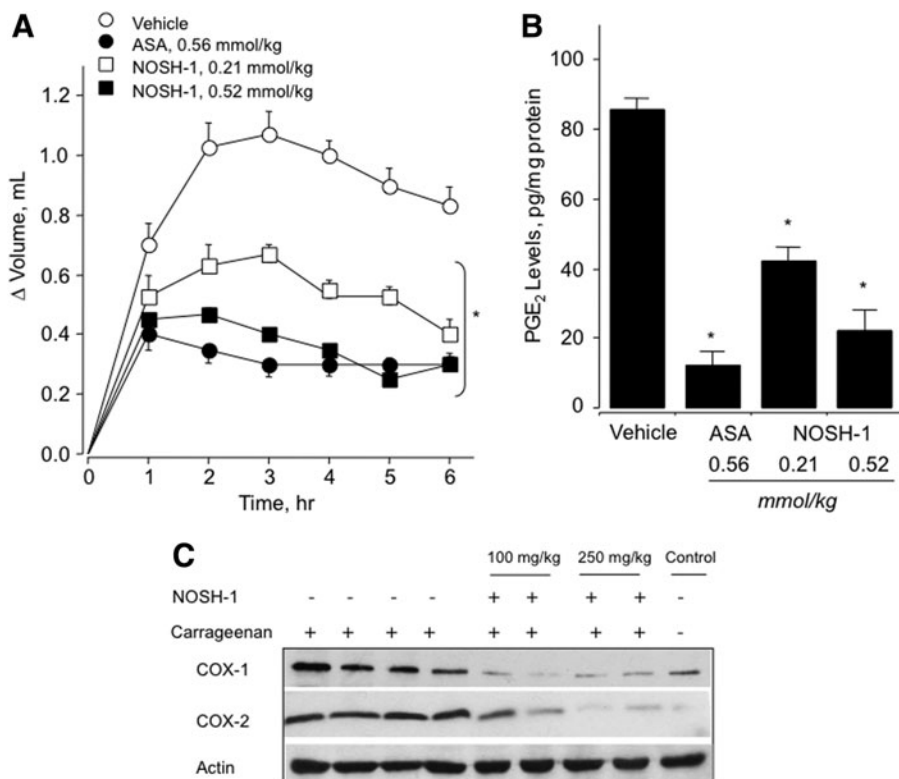 A
Vehicle
ASA, 0.56 mmol/kg
NOSH-1, 0.21 mmol/kg
NOSH-1, 0.52 mmol/kg
Δ Volume, mL
1.2
1.0
0.8
0.6
0.4
0.2
0.0
*
0 1 2 3 4 5 6
Time, hr
B
PGE₂ Levels, pg/mg protein
100
80
60
40
20
0
* * *
Vehicle ASA NOSH-1
0.56 0.21 0.52
mmol/kg
C
100 mg/kg 250 mg/kg Control
NOSH-1 - - - - + + + + -
Carrageenan + + + + + + + + -
COX-1
COX-2
Actin